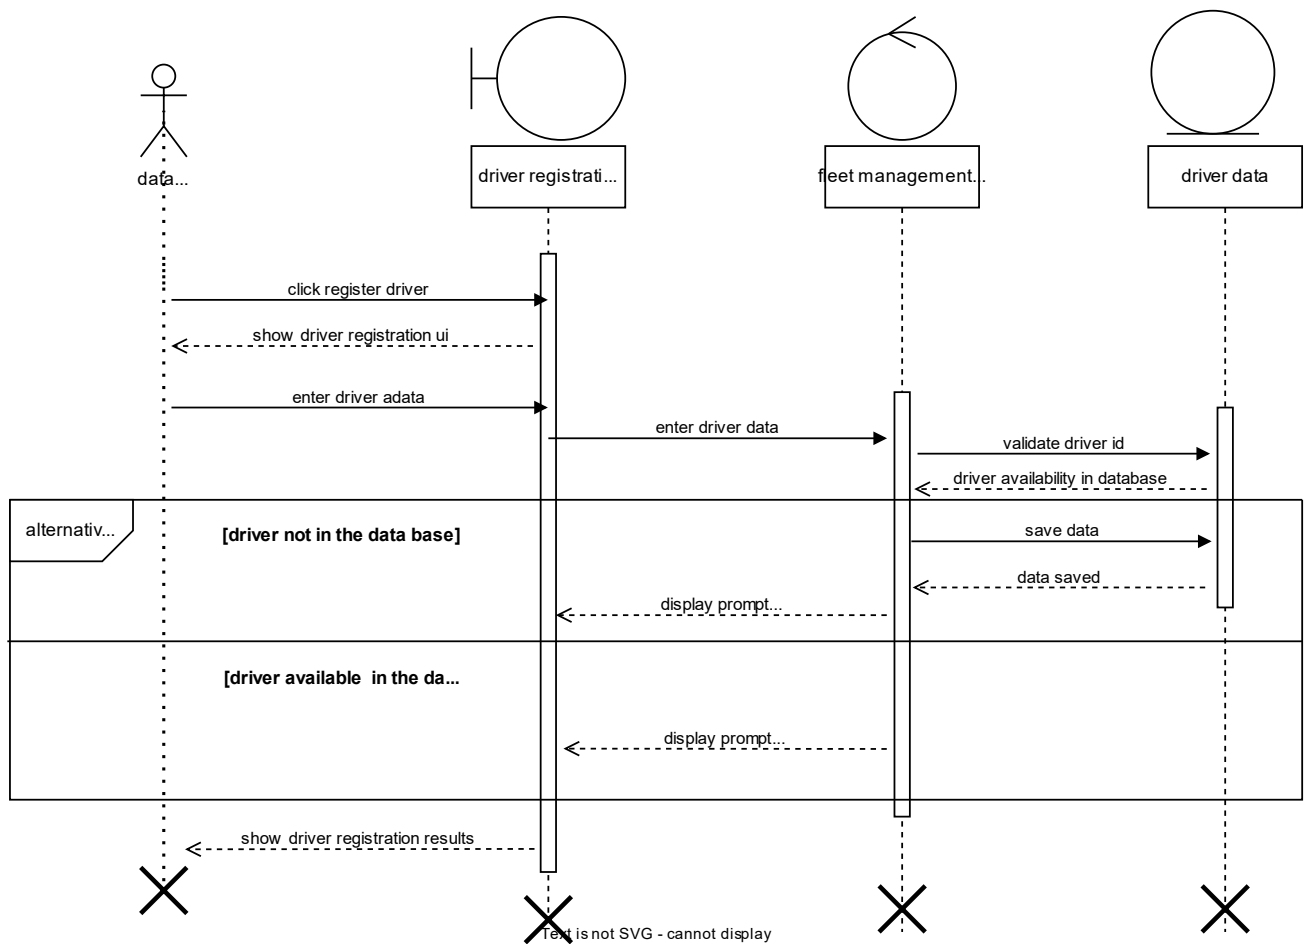 data...
driver registrati...
fleet management...
driver data
click register driver
show driver registration ui
enter driver adata
enter driver data
validate driver id
driver availability in database
alternativ...
[driver not in the data base]
save data
data saved
display prompt...
[driver available in the da...
display prompt...
show driver registration results
Text is not SVG - cannot display